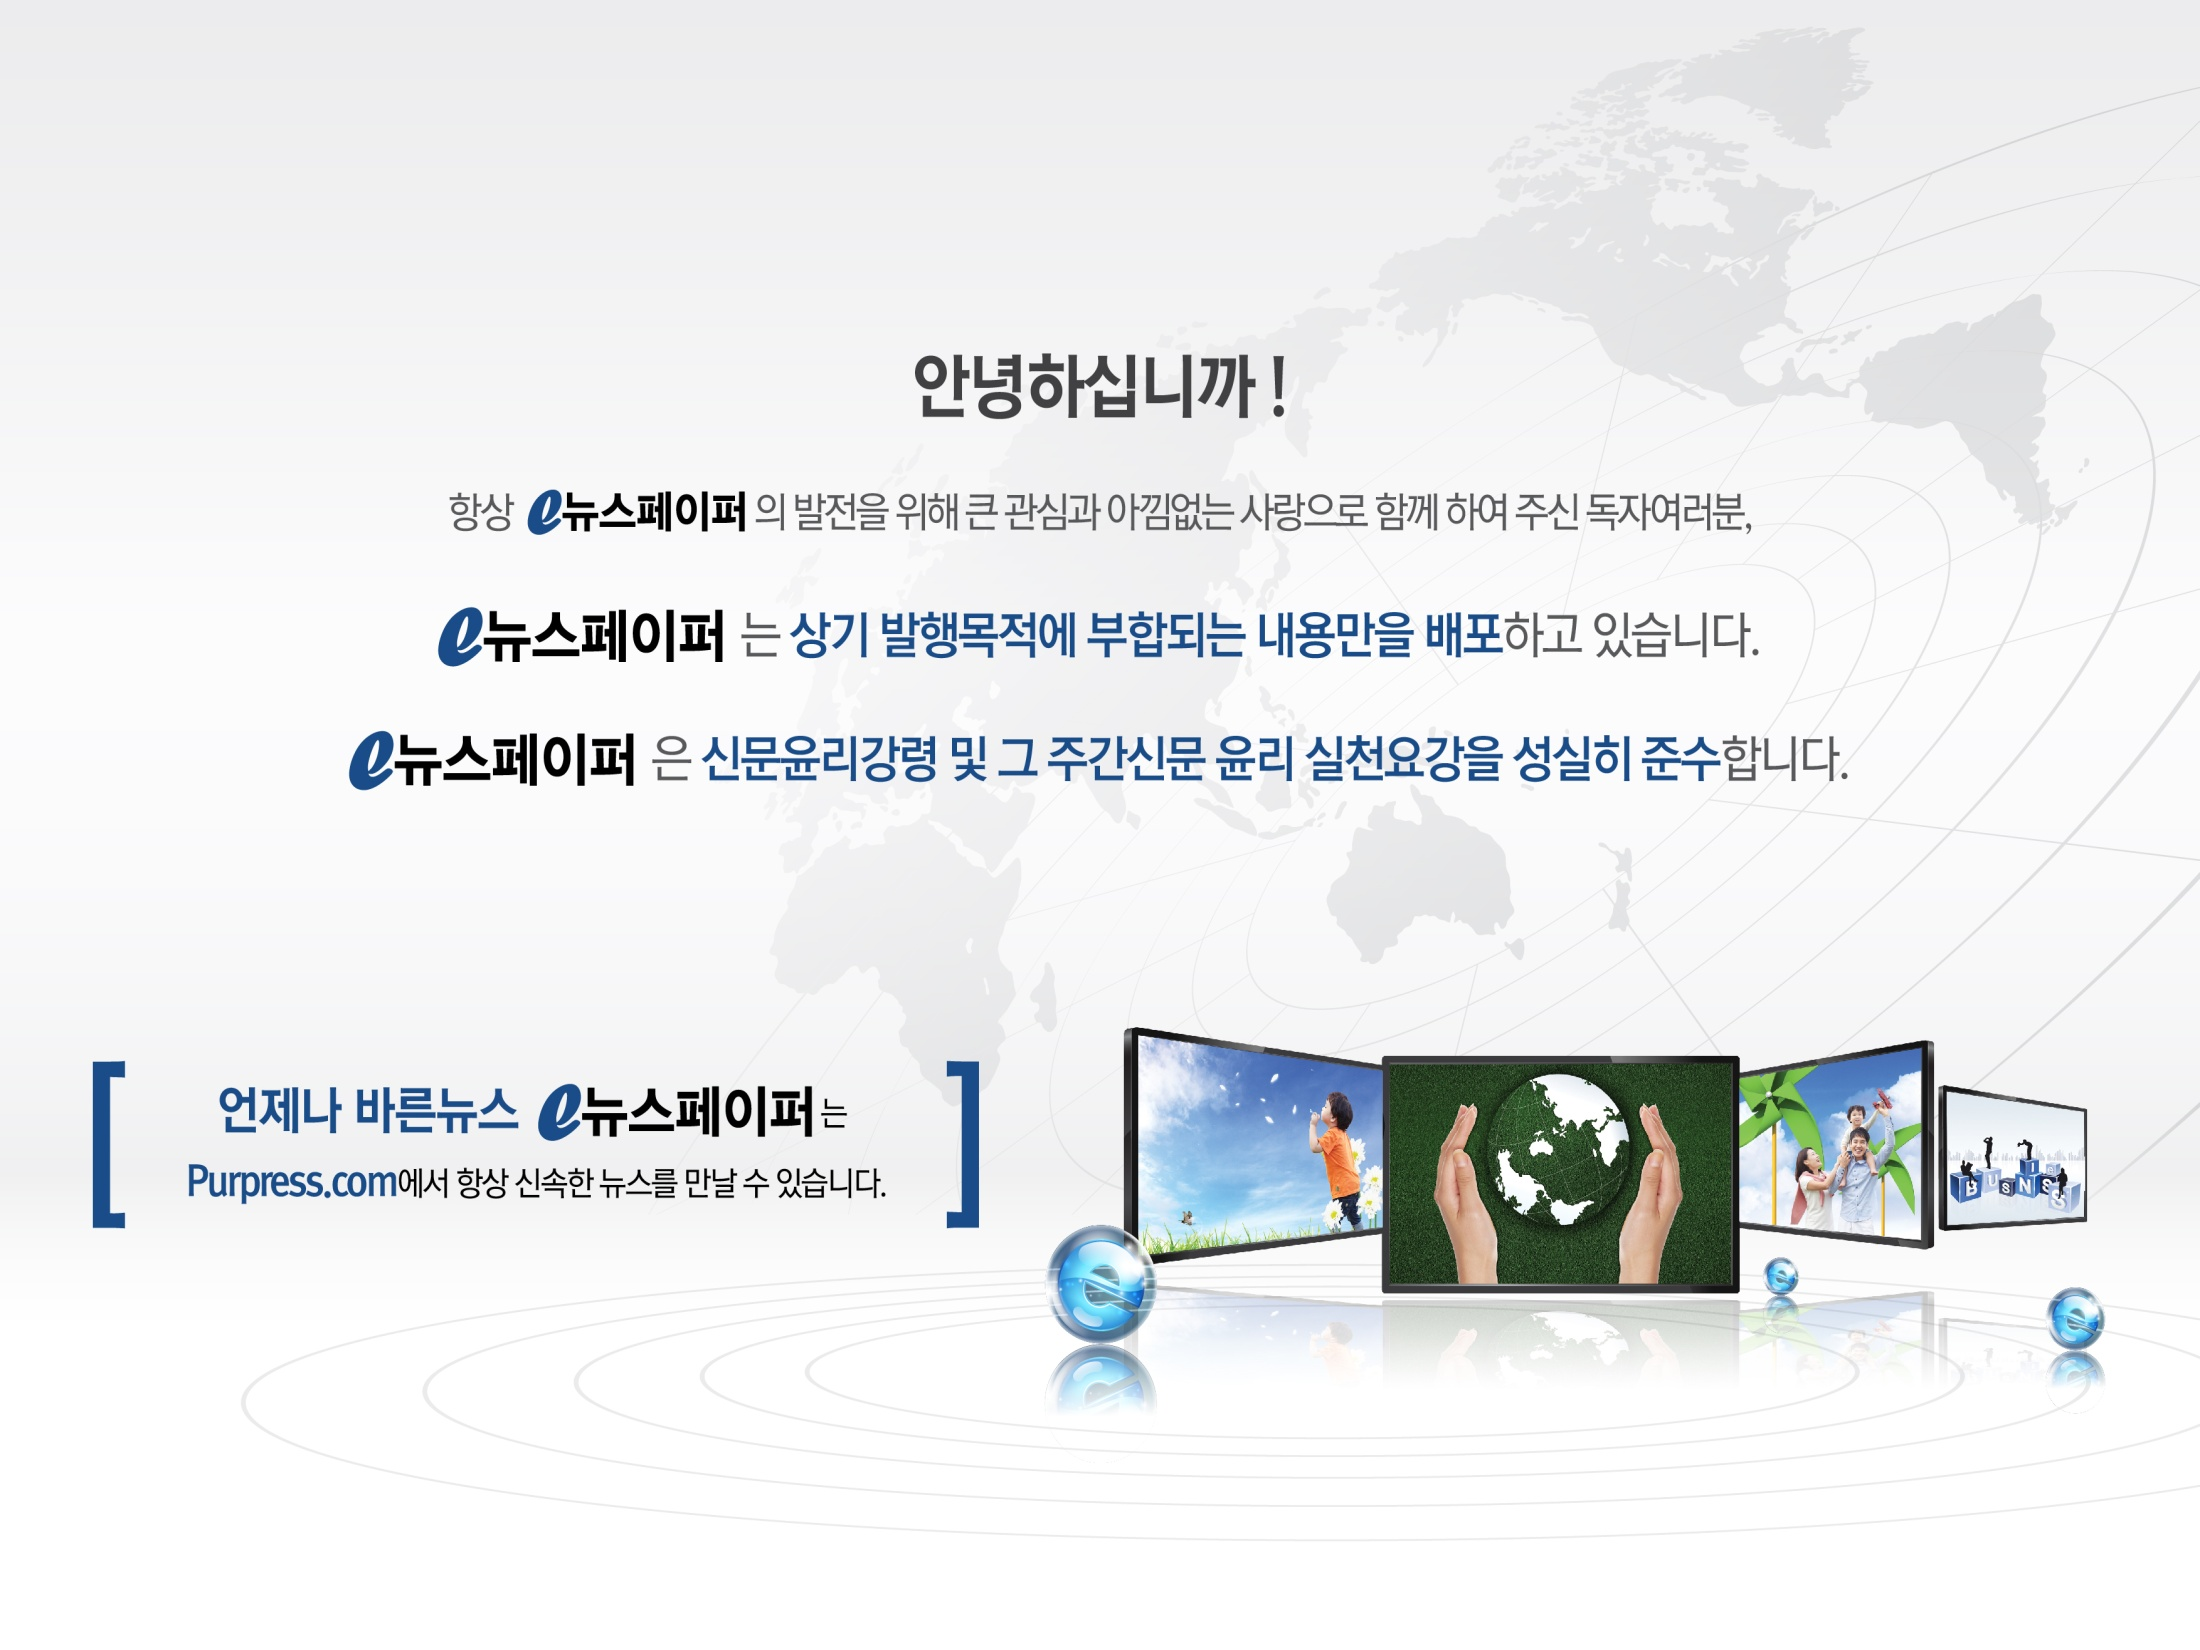 안녕하십니까 !
항상 e뉴스페이퍼 의 발전을 위해 큰 관심과 아낌없는 사랑으로 함께 하여 주신 독자여러분,
e뉴스페이퍼 는 상기 발행목적에 부합되는 내용만을 배포하고 있습니다.
e뉴스페이퍼 은 신문윤리강령 및 그 주간신문 윤리 실천요강을 성실히 준수합니다.
[ 언제나 바른뉴스 e뉴스페이퍼 는
Purpress.com에서 항상 신속한 뉴스를 만날 수 있습니다. ]
I @
B U S N S S
e
e
e